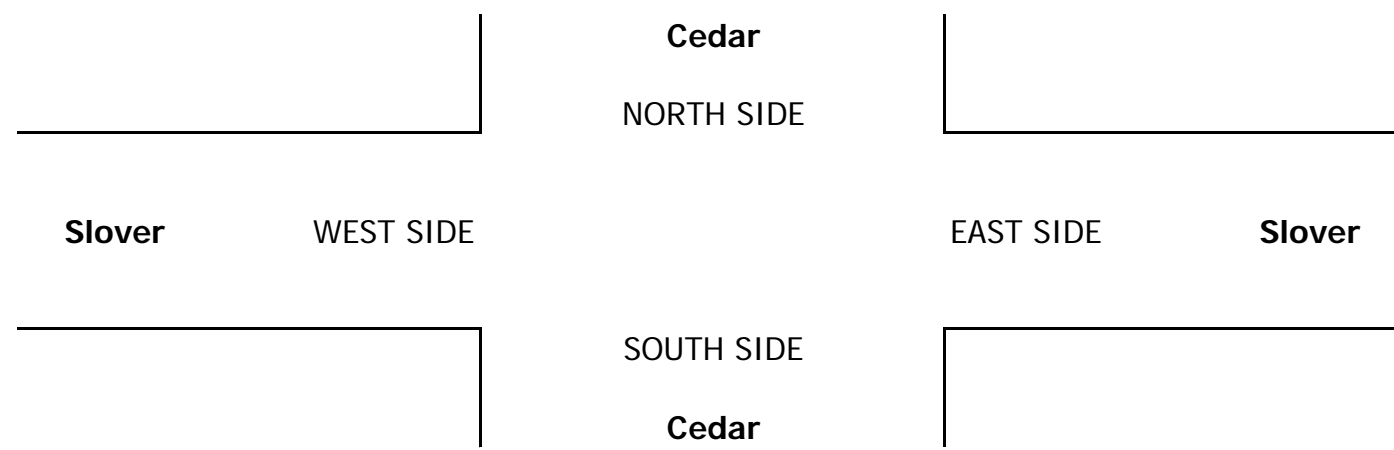 Cedar
NORTH SIDE
Slover WEST SIDE EAST SIDE Slover
SOUTH SIDE
Cedar